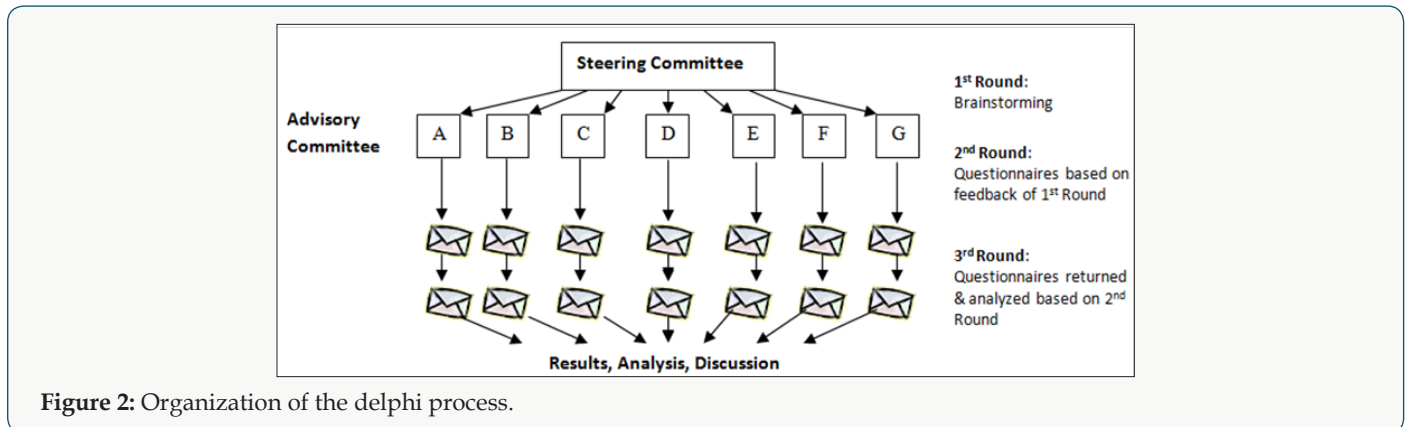 Steering Committee
Advisory
Committee
A B C D E F G
1st Round:
Brainstorming
2nd Round:
Questionnaires based on
feedback of 1st Round
3rd Round:
Questionnaires returned
& analyzed based on 2nd
Round
Results, Analysis, Discussion
Figure 2: Organization of the delphi process.